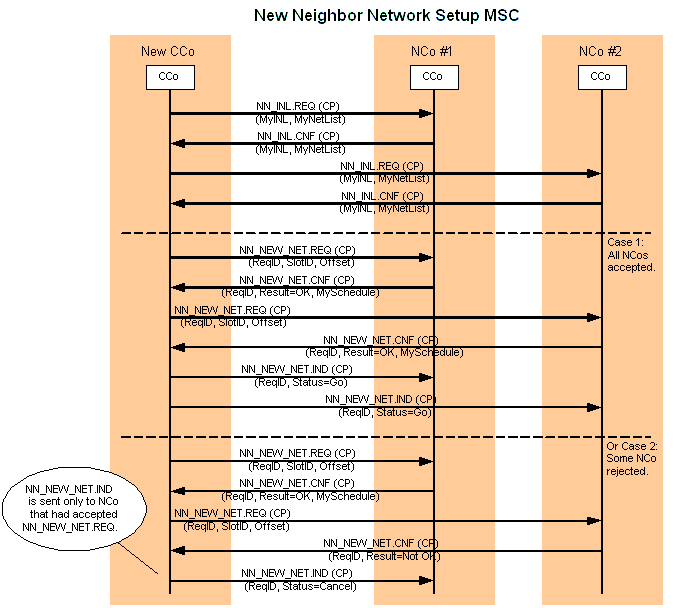 New Neighbor Network Setup MSC
New CCo
NCo #1
NCo #2
CCo
CCo
CCo
NN_INL.REQ (CP)
(MyINL, MyNetList)
NN_INL.CNF (CP)
(MyINL, MyNetList)
NN_INL.REQ (CP)
(MyINL, MyNetList)
NN_INL.CNF (CP)
(MyINL, MyNetList)
Case 1:
All NCos
accepted.
NN_NEW_NET.REQ (CP)
(ReqID, SlotID, Offset)
NN_NEW_NET.CNF (CP)
(ReqID, Result=OK, MySchedule)
NN_NEW_NET.REQ (CP)
(ReqID, SlotID, Offset)
NN_NEW_NET.CNF (CP)
(ReqID, Result=OK, MySchedule)
NN_NEW_NET.IND (CP)
(ReqID, Status=Go)
NN_NEW_NET.IND (CP)
(ReqID, Status=Go)
Or Case 2:
Some NCo
rejected.
NN_NEW_NET.REQ (CP)
(ReqID, SlotID, Offset)
NN_NEW_NET.CNF (CP)
(ReqID, Result=OK, MySchedule)
NN_NEW_NET.REQ (CP)
(ReqID, SlotID, Offset)
NN_NEW_NET.CNF (CP)
(ReqID, Result=Not OK)
NN_NEW_NET.IND (CP)
(ReqID, Status=Cancel)
NN_NEW_NET.IND
is sent only to NCo
that had accepted
NN_NEW_NET.REQ.